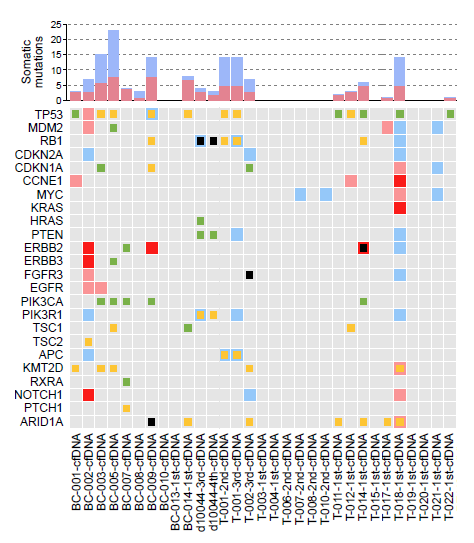 Somatic
mutations
25
20
15
10
5
0
TP53
MDM2
RB1
CDKN2A
CDKN1A
CCNE1
MYC
KRAS
HRAS
PTEN
ERBB2
ERBB3
FGFR3
EGFR
PIK3CA
PIK3R1
TSC1
TSC2
APC
KMT2D
RXRA
NOTCH1
PTCH1
ARID1A
BC-001-cfDNA
BC-002-cfDNA
BC-003-cfDNA
BC-005-cfDNA
BC-007-cfDNA
BC-008-cfDNA
BC-009-cfDNA
BC-010-cfDNA
BC-013-1st-cfDNA
BC-014-1st-cfDNA
d10044-3rd-cfDNA
d10044-4th-cfDNA
T-001-2nd-cfDNA
T-001-3rd-cfDNA
T-002-3rd-cfDNA
T-003-1st-cfDNA
T-004-1st-cfDNA
T-006-2nd-cfDNA
T-007-2nd-cfDNA
T-008-2nd-cfDNA
T-010-2nd-cfDNA
T-011-1st-cfDNA
T-012-1st-cfDNA
T-014-1st-cfDNA
T-015-1st-cfDNA
T-017-1st-cfDNA
T-018-1st-cfDNA
T-019-1st-cfDNA
T-020-1st-cfDNA
T-021-1st-cfDNA
T-022-1st-cfDNA